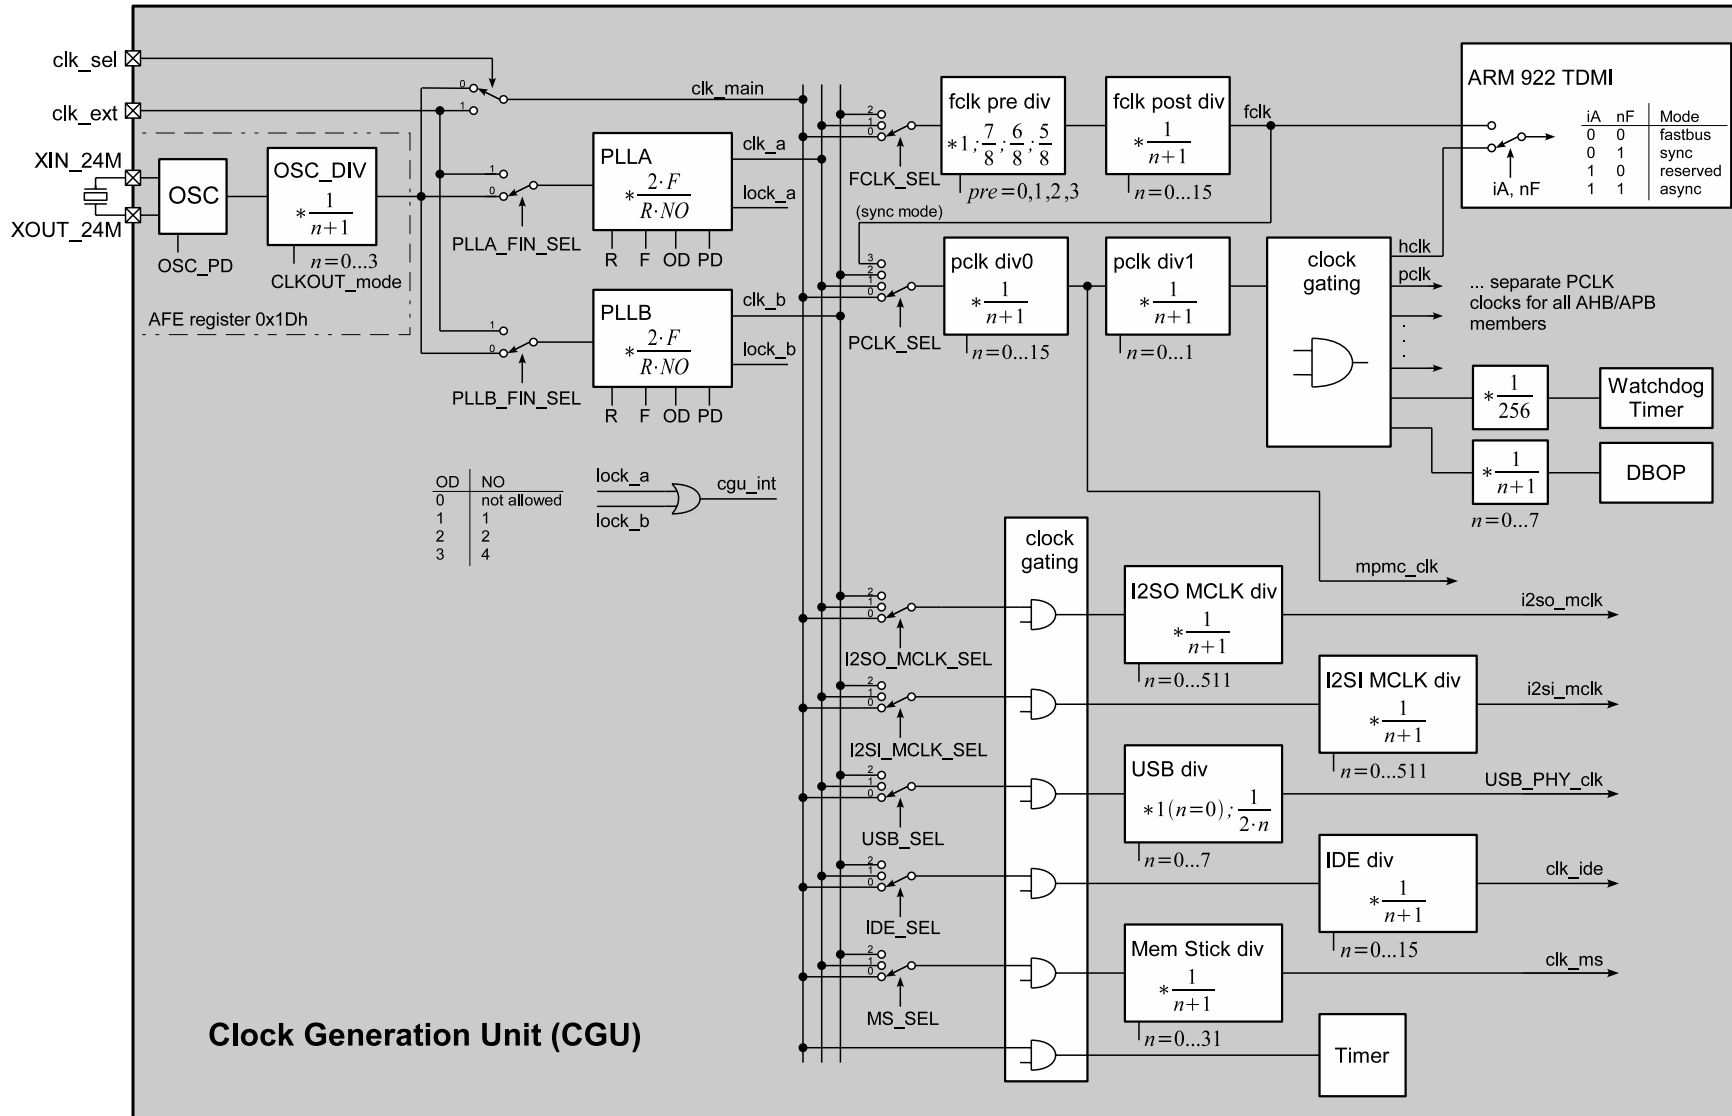 clk_sel
clk_ext
XIN_24M
XOUT_24M
OSC
OSC_PD
OSC_DIV
*1/(n+1)
n=0...3
CLKOUT_mode
AFE register 0x1Dh
0
1
clk_main
1
0
PLLA_FIN_SEL
PLLA
*2·F/(R·NO)
R F OD PD
clk_a
lock_a
1
0
PLLB_FIN_SEL
PLLB
*2·F/(R·NO)
R F OD PD
clk_b
lock_b
OD NO
0 not allowed
1 1
2 2
3 4
lock_a
lock_b
cgu_int
2
1
0
FCLK_SEL
fclk pre div
*1;7/8;6/8;5/8
pre=0,1,2,3
fclk post div
*1/(n+1)
n=0...15
fclk
ARM 922 TDMI
iA, nF
iA nF Mode
0 0 fastbus
0 1 sync
1 0 reserved
1 1 async
(sync mode)
3
2
1
0
PCLK_SEL
pclk div0
*1/(n+1)
n=0...15
pclk div1
*1/(n+1)
n=0...1
clock
gating
hclk
pclk
... separate PCLK
clocks for all AHB/APB
members
*1/256
Watchdog
Timer
*1/(n+1)
n=0...7
DBOP
mpmc_clk
clock
gating
2
1
0
I2SO_MCLK_SEL
I2SO MCLK div
*1/(n+1)
n=0...511
i2so_mclk
2
1
0
I2SI_MCLK_SEL
I2SI MCLK div
*1/(n+1)
n=0...511
i2si_mclk
2
1
0
USB_SEL
USB div
*1(n=0);1/(2·n)
n=0...7
USB_PHY_clk
2
1
0
IDE_SEL
IDE div
*1/(n+1)
n=0...15
clk_ide
2
1
0
MS_SEL
Mem Stick div
*1/(n+1)
n=0...31
clk_ms
Timer
Clock Generation Unit (CGU)